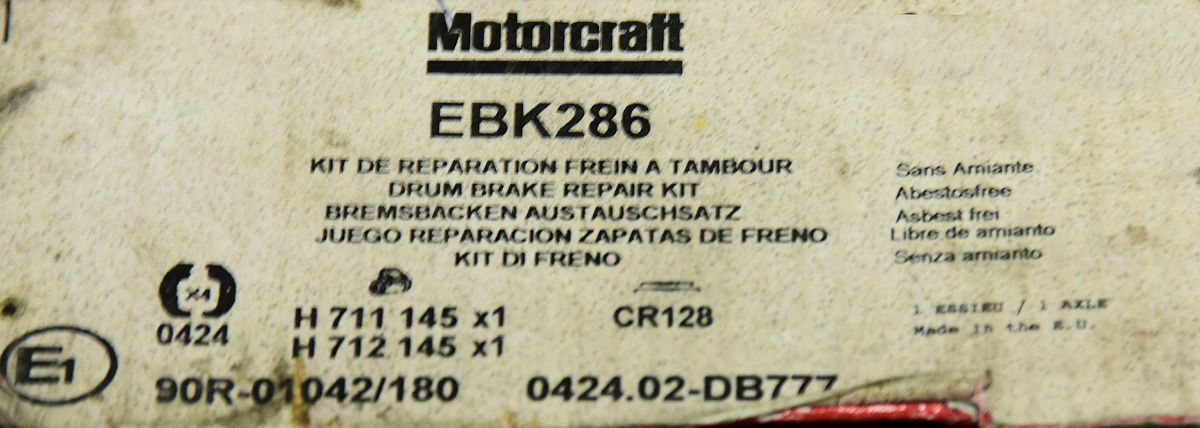 Motorcraft
EBK286
KIT DE REPARATION FREIN A TAMBOUR
DRUM BRAKE REPAIR KIT
BREMSBACKEN AUSTAUSCHSATZ
JUEGO REPARACION ZAPATAS DE FRENO
KIT DI FRENO
Sans Amiante
Abestosfree
Asbest frei
Libre de amianto
Senza amianto
X4
0424
H 711 145 x1
H 712 145 x1
CR128
1 ESSIEU / 1 AXLE
Made in the E.U.
E1
90R-01042/180
0424.02-DB777